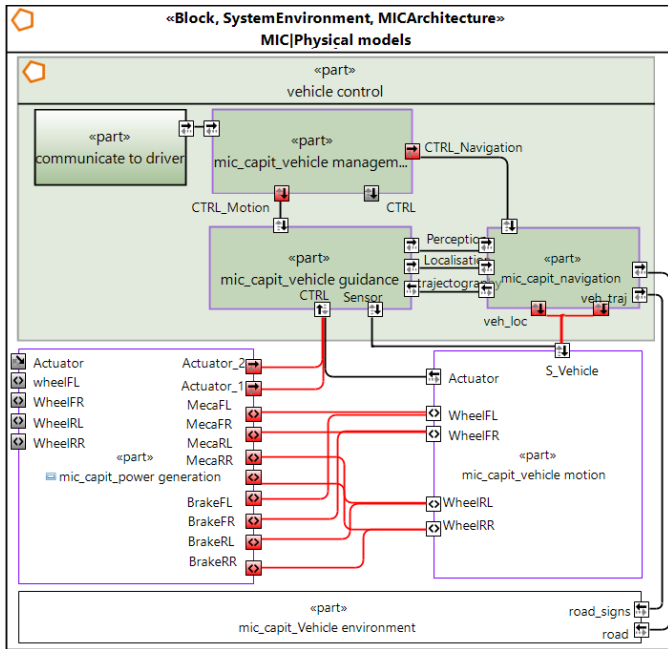 «Block, SystemEnvironment, MICArchitecture»
MIC|Physical models
«part»
vehicle control
«part»
communicate to driver
«part»
mic_capit_vehicle managem...
CTRL_Navigation
CTRL_Motion
CTRL
«part»
mic_capit_vehicle guidance
CTRL
Sensor
Perception
Localisation
trajectography
«part»
mic_capit_navigation
veh_traj
veh_loc
S_Vehicle
Actuator
wheelFL
WheelFR
WheelRL
WheelRR
«part»
mic_capit_power generation
Actuator_2
Actuator_1
MecaFL
MecaFR
MecaRL
MecaRR
BrakeFL
BrakeFR
BrakeRL
BrakeRR
Actuator
WheelFL
WheelFR
«part»
mic_capit_vehicle motion
WheelRL
WheelRR
«part»
mic_capit_Vehicle environment
road_signs
road